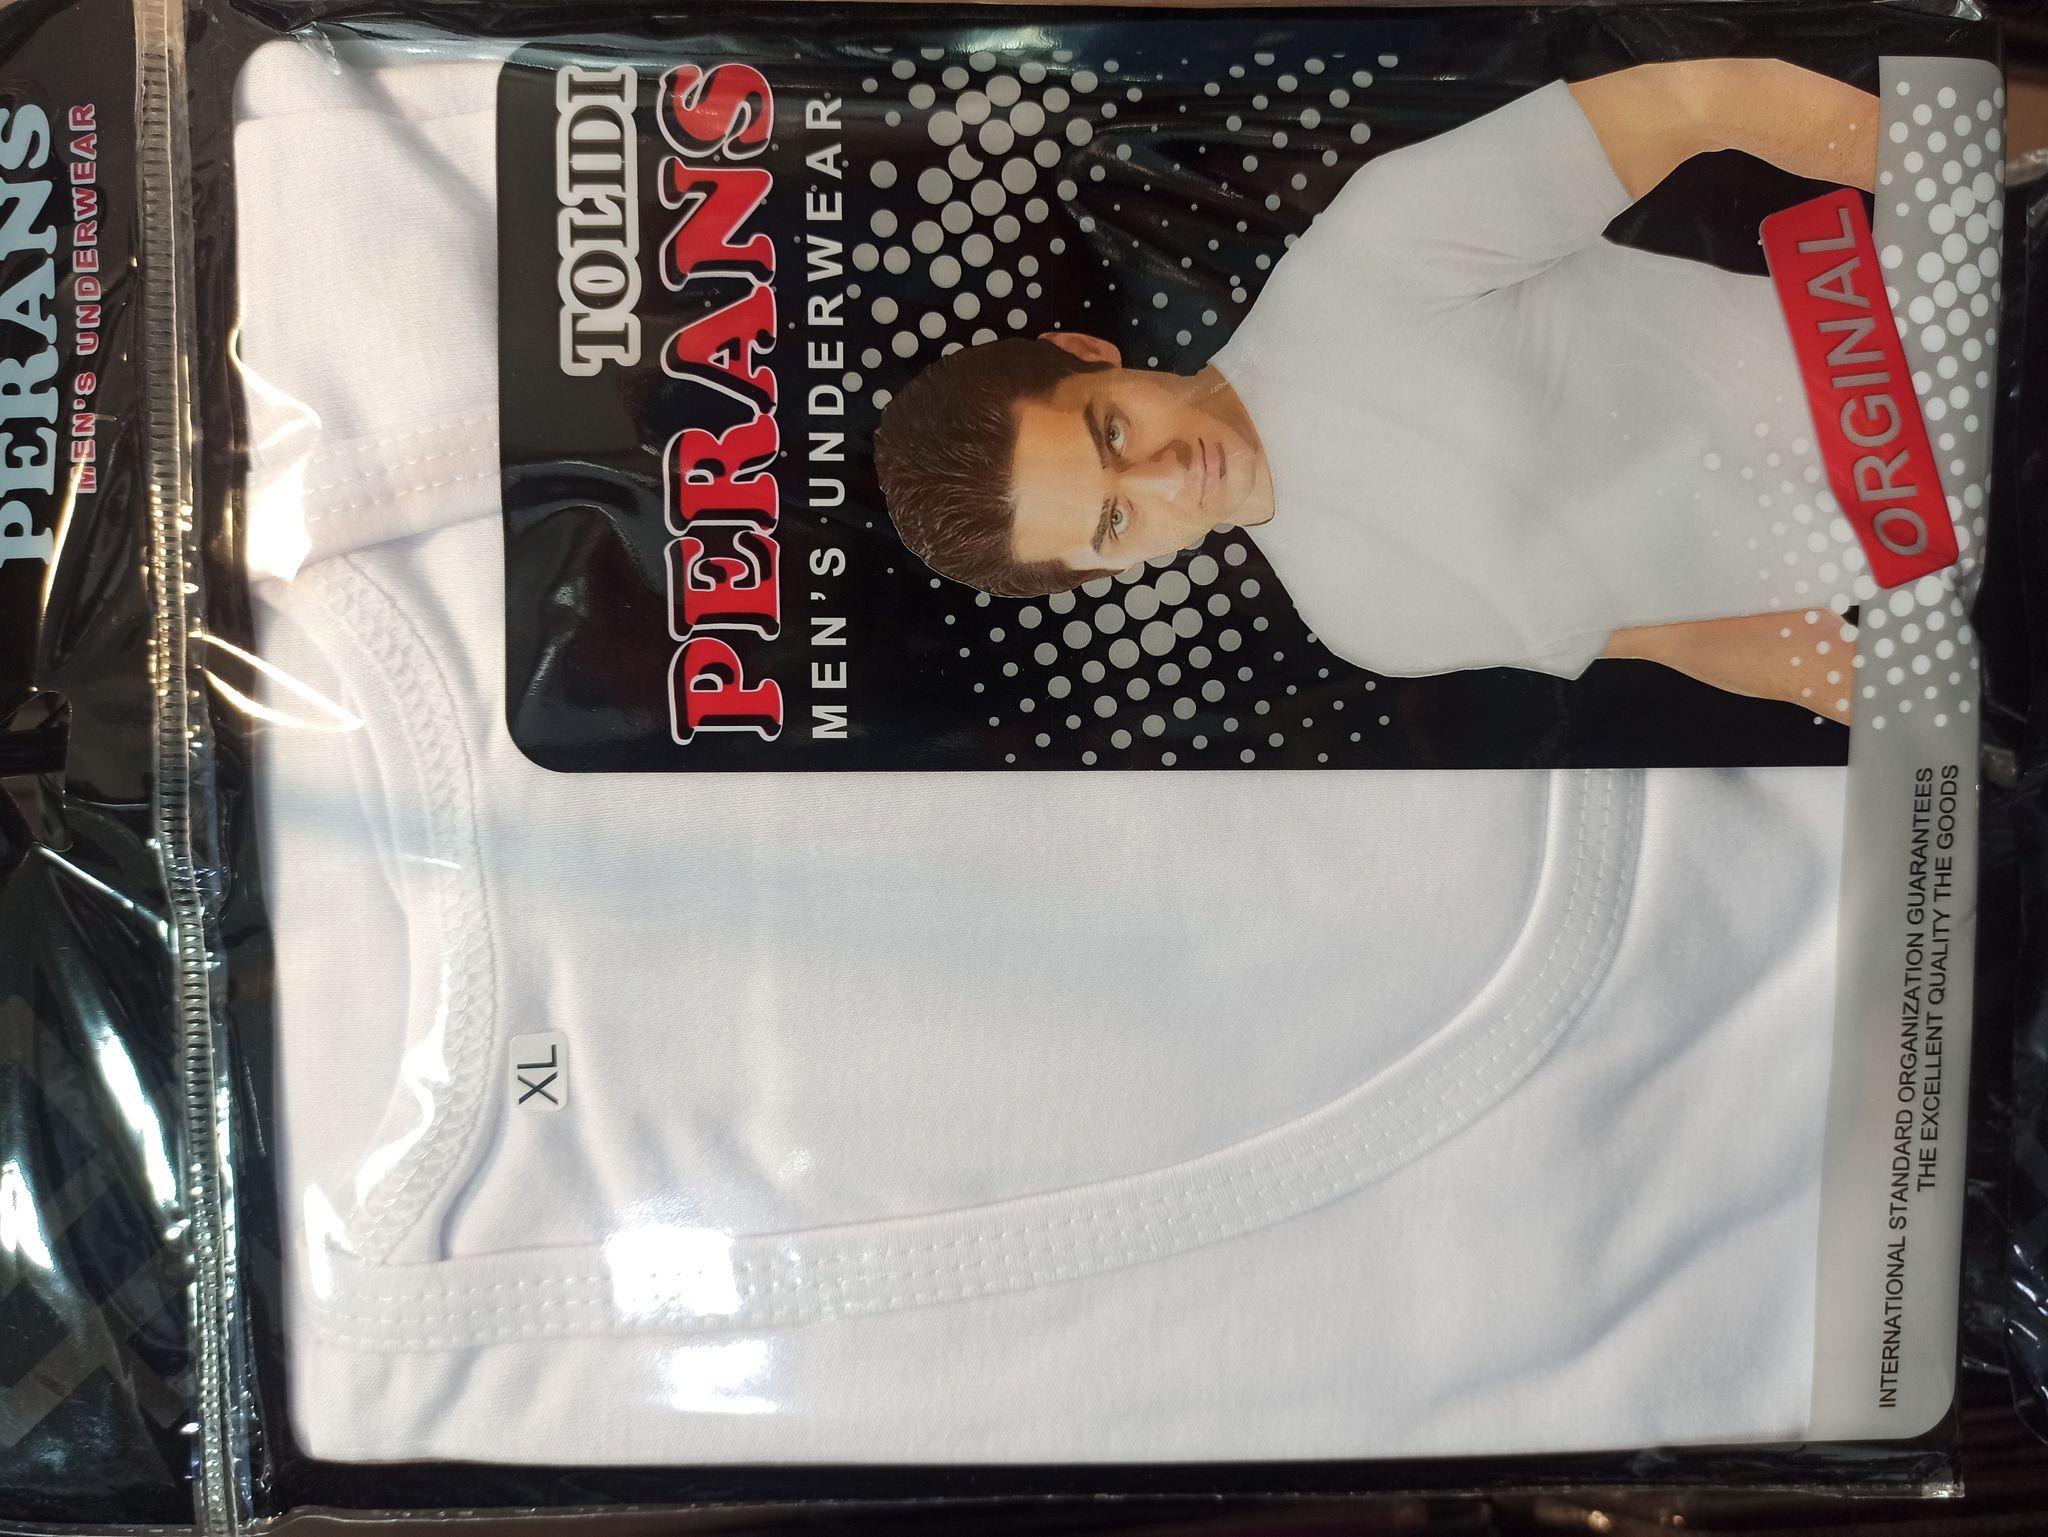 PERANS
MEN'S UNDERWEAR
TOLIDI
PERANS
MEN'S UNDERWEAR
ORGINAL
XL
INTERNATIONAL STANDARD ORGANIZATION GUARANTEES
THE EXCELLENT QUALITY THE GOODS